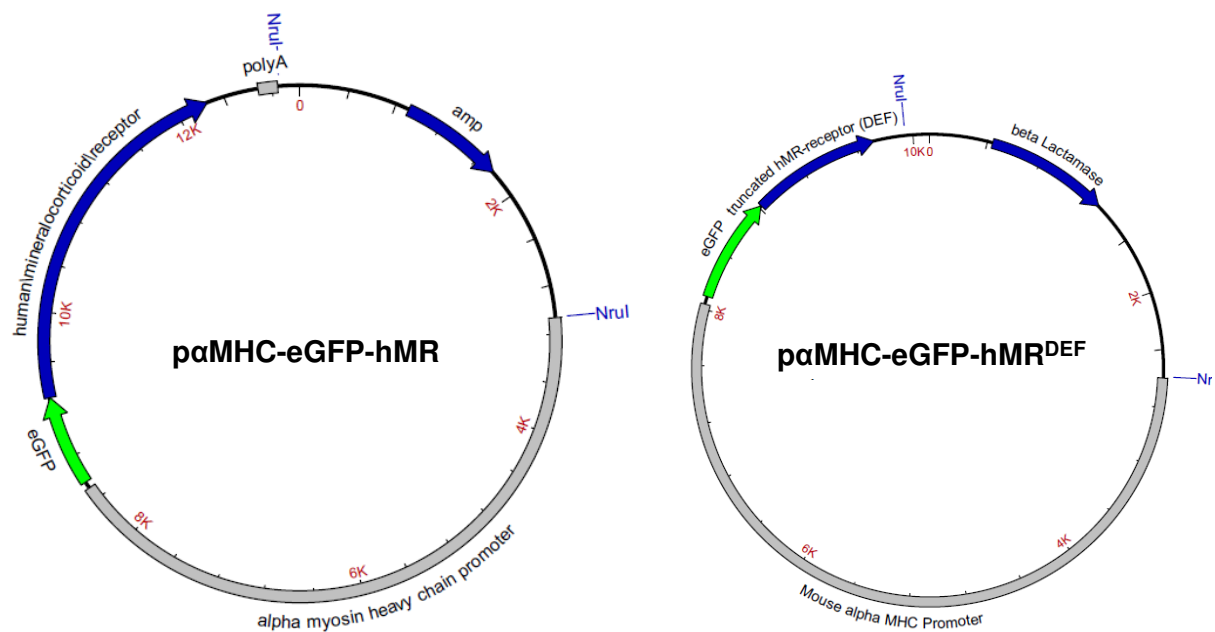 NruI-
polyA
0
amp
human\mineralocorticoid\receptor
12K
2K
10K
NruI
pαMHC-eGFP-hMR
eGFP
4K
8K
6K
alpha myosin heavy chain promoter
NruI
truncated hMR-receptor (DEF)
10K 0
beta Lactamase
eGFP
2K
8K
pαMHC-eGFP-hMRDEF
Nr
4K
6K
Mouse alpha MHC Promoter